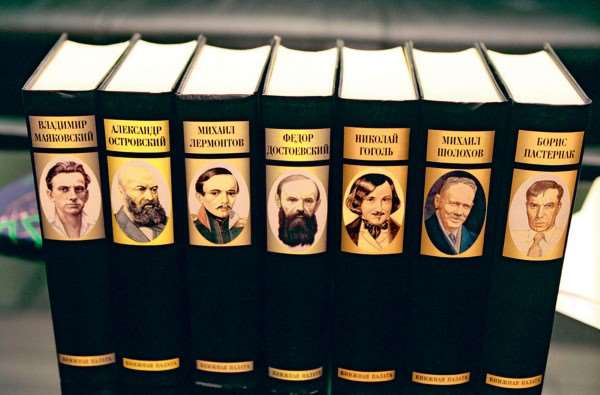 ВЛАДИМИР
МАЯКОВСКИЙ
АЛЕКСАНДР
ОСТРОВСКИЙ
МИХАИЛ
ЛЕРМОНТОВ
ФЕДОР
ДОСТОЕВСКИЙ
НИКОЛАЙ
ГОГОЛЬ
МИХАИЛ
ШОЛОХОВ
БОРИС
ПАСТЕРНАК
КНИЖНАЯ ПАЛАТА
КНИЖНАЯ ПАЛАТА
КНИЖНАЯ ПАЛАТА
КНИЖНАЯ ПАЛАТА
КНИЖНАЯ ПАЛАТА
КНИЖНАЯ ПАЛАТА
КНИЖНАЯ ПАЛАТА